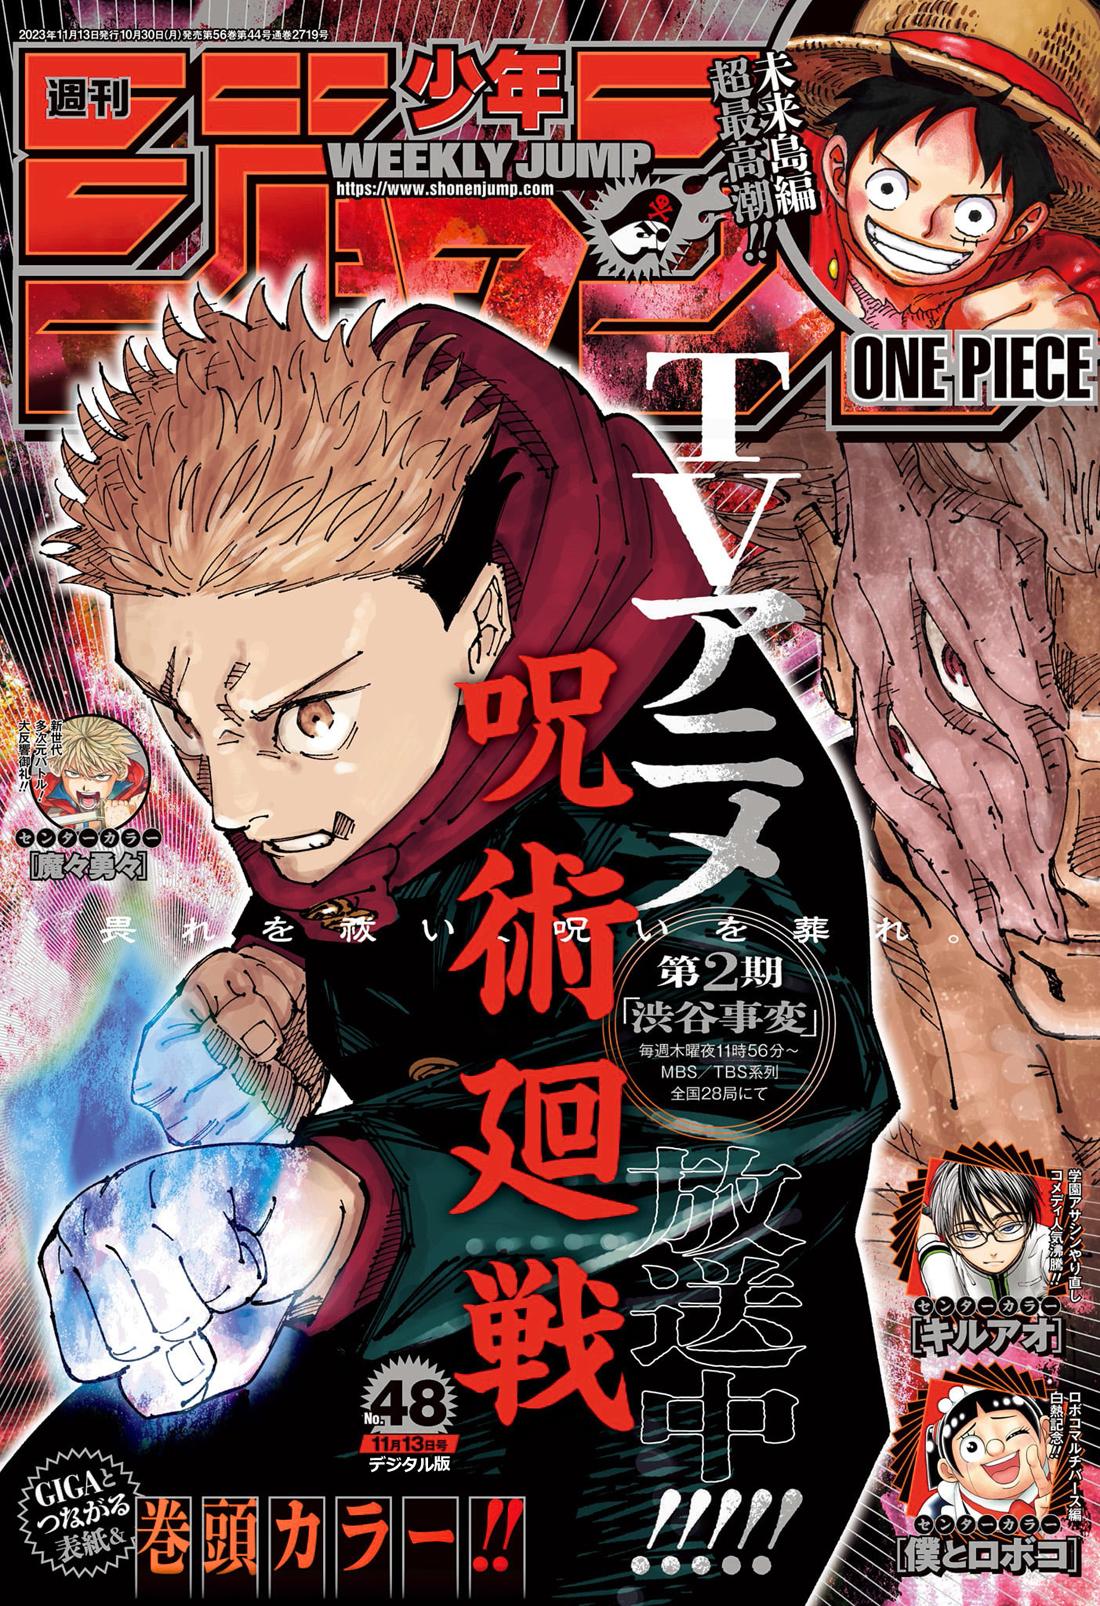 2023年11月13日発行10月30日(月)発売第56巻第44号通巻2719号
週刊
少年
ジャンプ
WEEKLY JUMP
https://www.shonenjump.com
未来島編
超最高潮!!
ONE PIECE
TVアニメ
呪術廻戦
畏れを祓い、呪いを葬れ。
第2期
「渋谷事変」
毎週木曜夜11時56分~
MBS/TBS系列
全国28局にて
放送中!!!!!
新世代
多次元バトル!
大反響御礼!!
センターカラー
[魔々勇々]
学園アサシンやり直し
コメディ人気沸騰!!
センターカラー
[キルアオ]
ロボコマルチバース編
白熱記念!!
センターカラー
[僕とロボコ]
No.48
11月13日号
デジタル版
GIGAと
つながる
表紙&
巻頭カラー!!